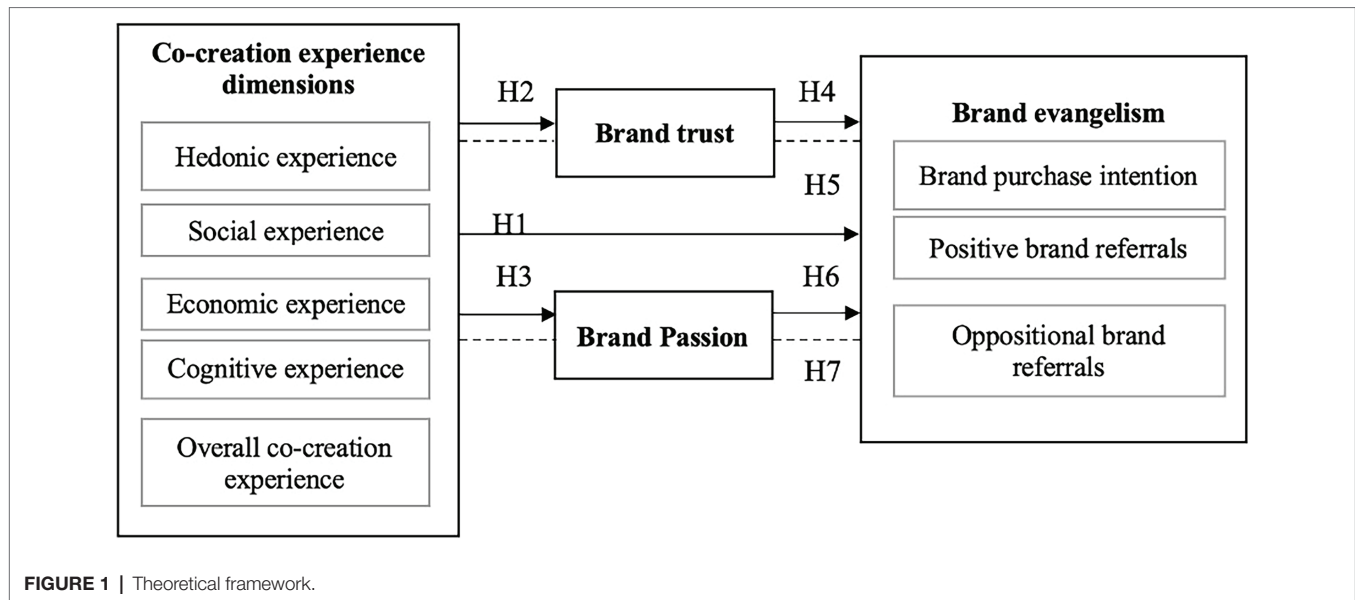 Co-creation experience
dimensions
Hedonic experience
Social experience
Economic experience
Cognitive experience
Overall co-creation
experience
H2
H1
H3
Brand trust
Brand Passion
H4
H5
H6
H7
Brand evangelism
Brand purchase intention
Positive brand referrals
Oppositional brand
referrals
FIGURE 1 | Theoretical framework.